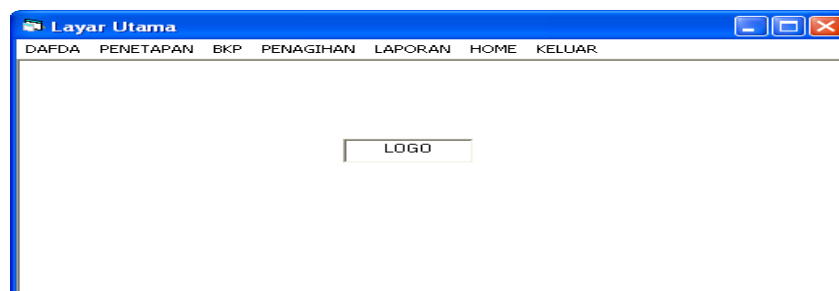 Layar Utama
DAFDA PENETAPAN BKP PENAGIHAN LAPORAN HOME KELUAR
LOGO